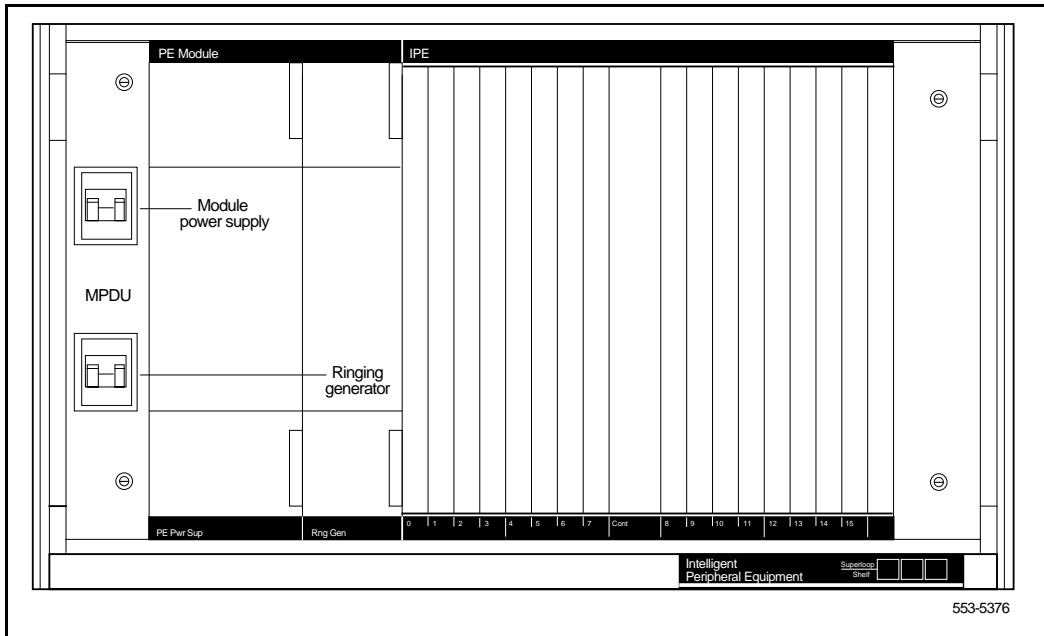 PE Module
IPE
Module
power supply
MPDU
Ringing
generator
PE Pwr Sup
Rng Gen
0 1 2 3 4 5 6 7 Cont 8 9 10 11 12 13 14 15
Intelligent
Peripheral Equipment
Superloop
Shelf
553-5376